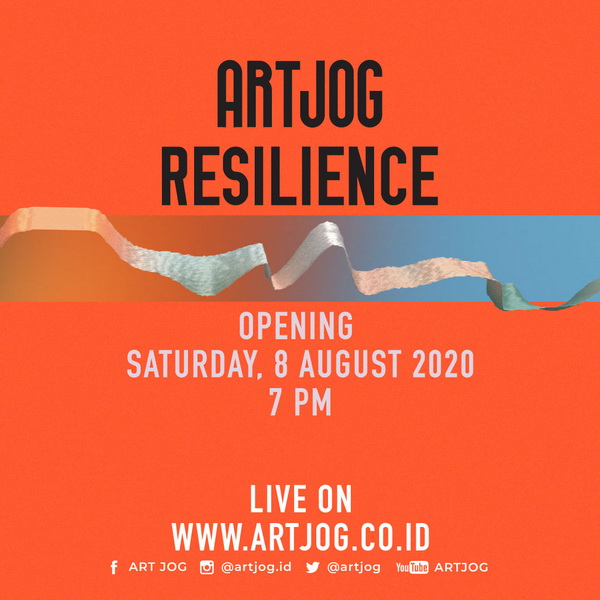 ARTJOG
RESILIENCE
OPENING
SATURDAY, 8 AUGUST 2020
7 PM
LIVE ON
WWW.ARTJOG.CO.ID
ART JOG @artjog.id @artjog YouTube ARTJOG